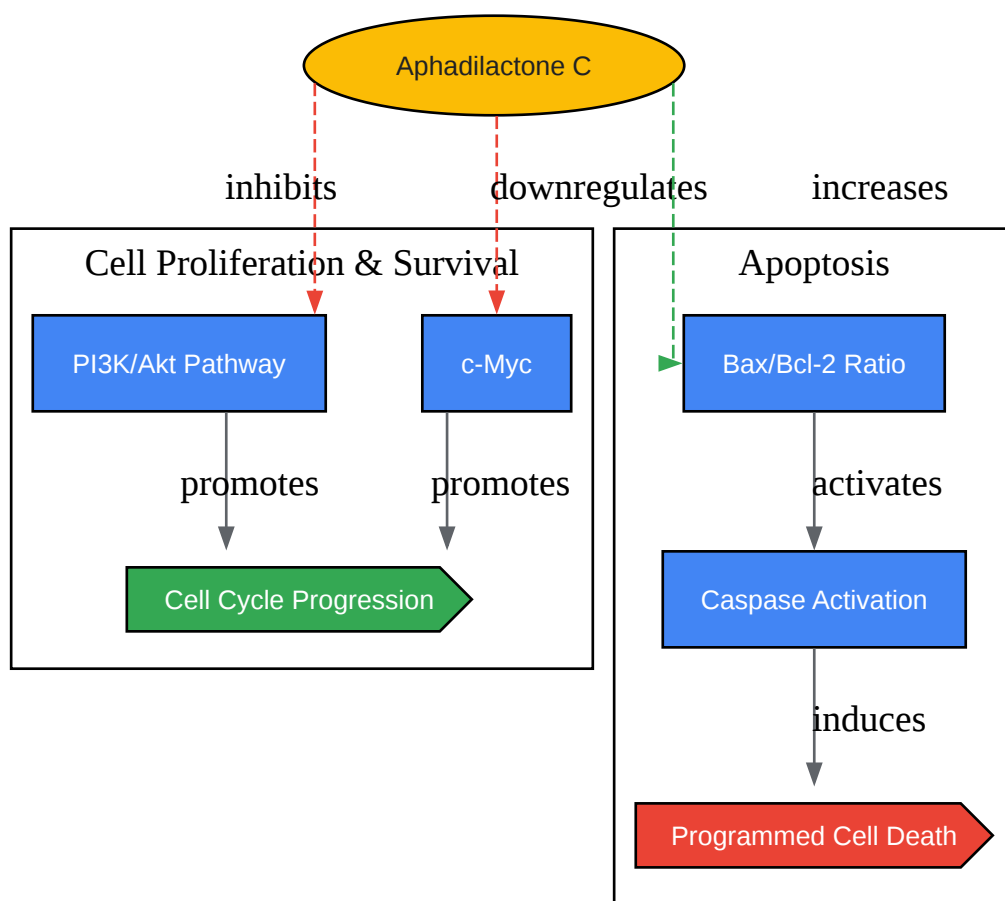 Aphadilactone C
inhibits
downregulates
increases
Cell Proliferation & Survival
Apoptosis
PI3K/Akt Pathway
c-Myc
Bax/Bcl-2 Ratio
promotes
promotes
activates
Cell Cycle Progression
Caspase Activation
induces
Programmed Cell Death